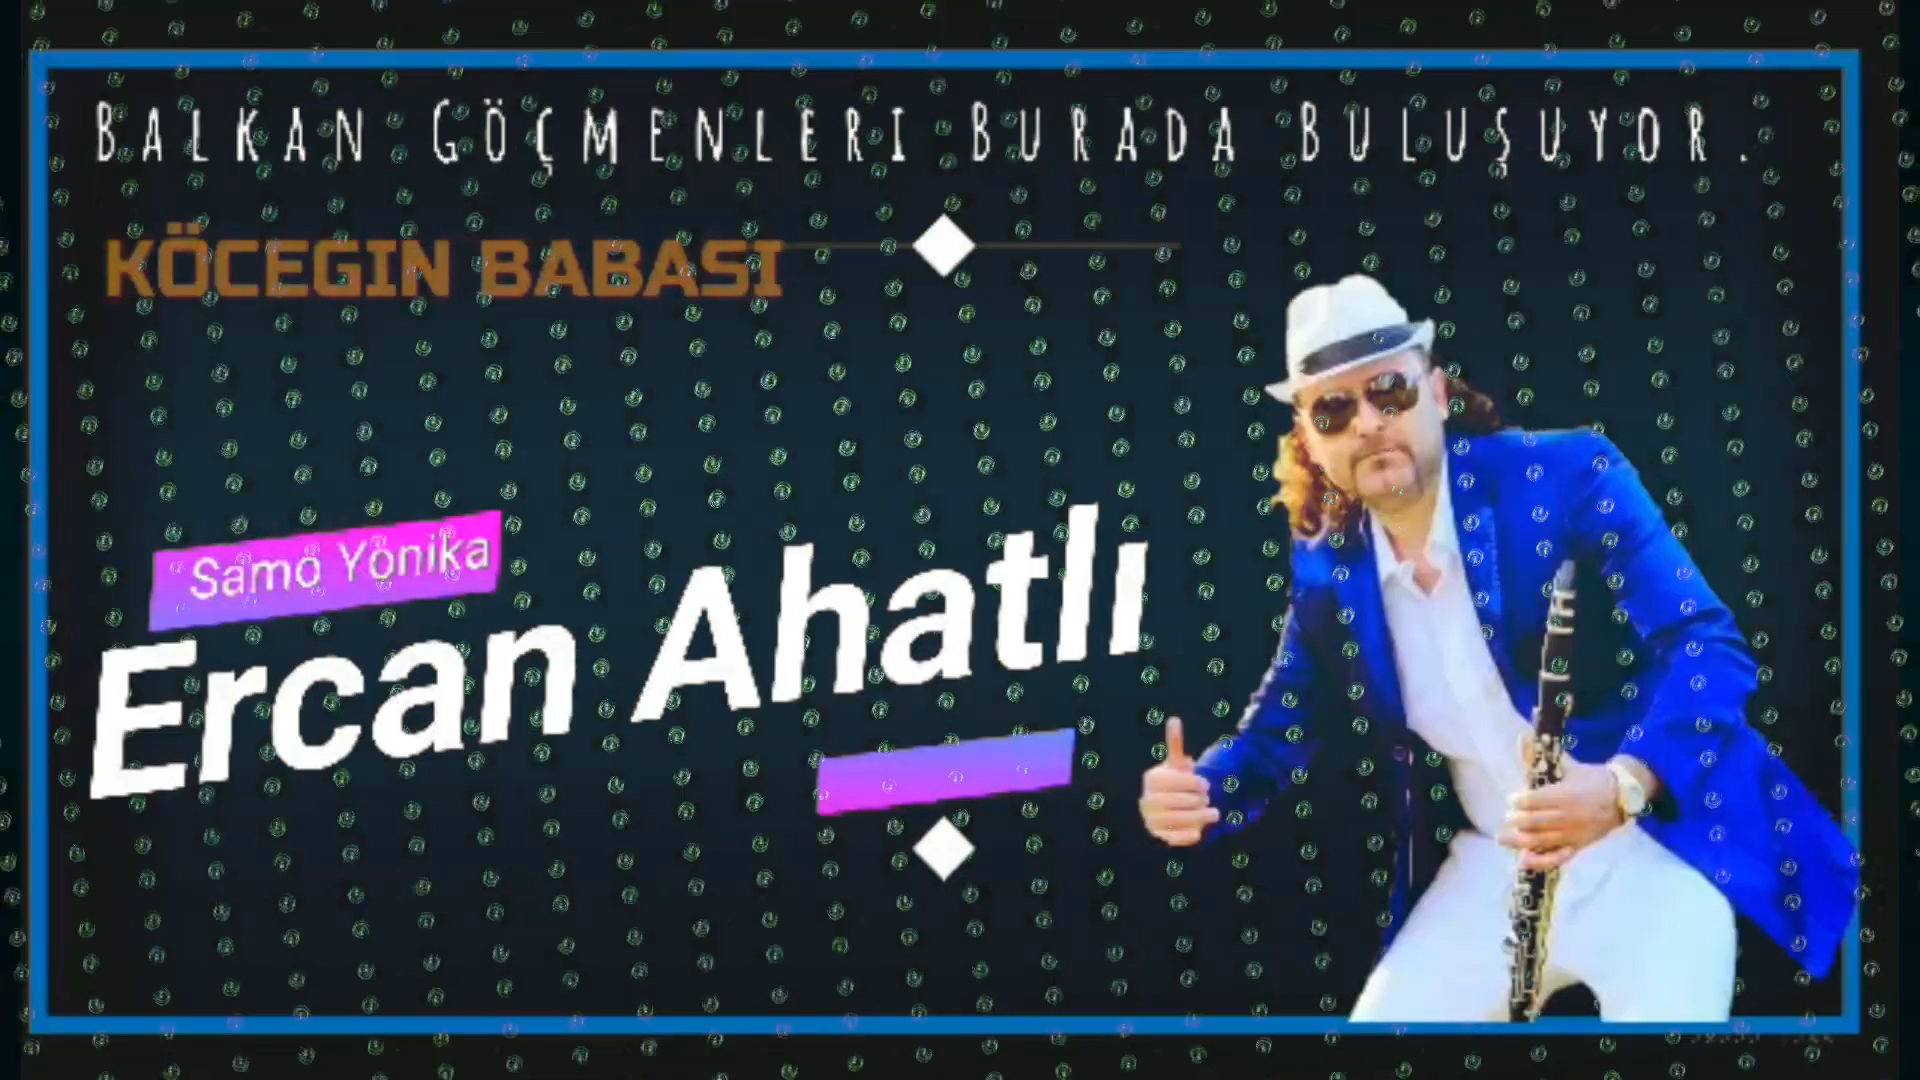 BALKAN GÖÇMENLERİ BURADA BULUŞUYOR.
KÖCEGIN BABASI
Samo Yonika
Ercan Ahatlı